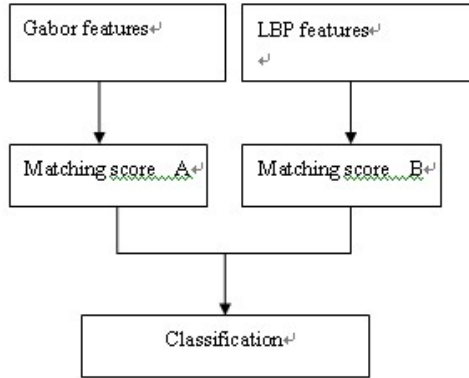 Gabor features
LBP features
Matching score A
Matching score B
Classification